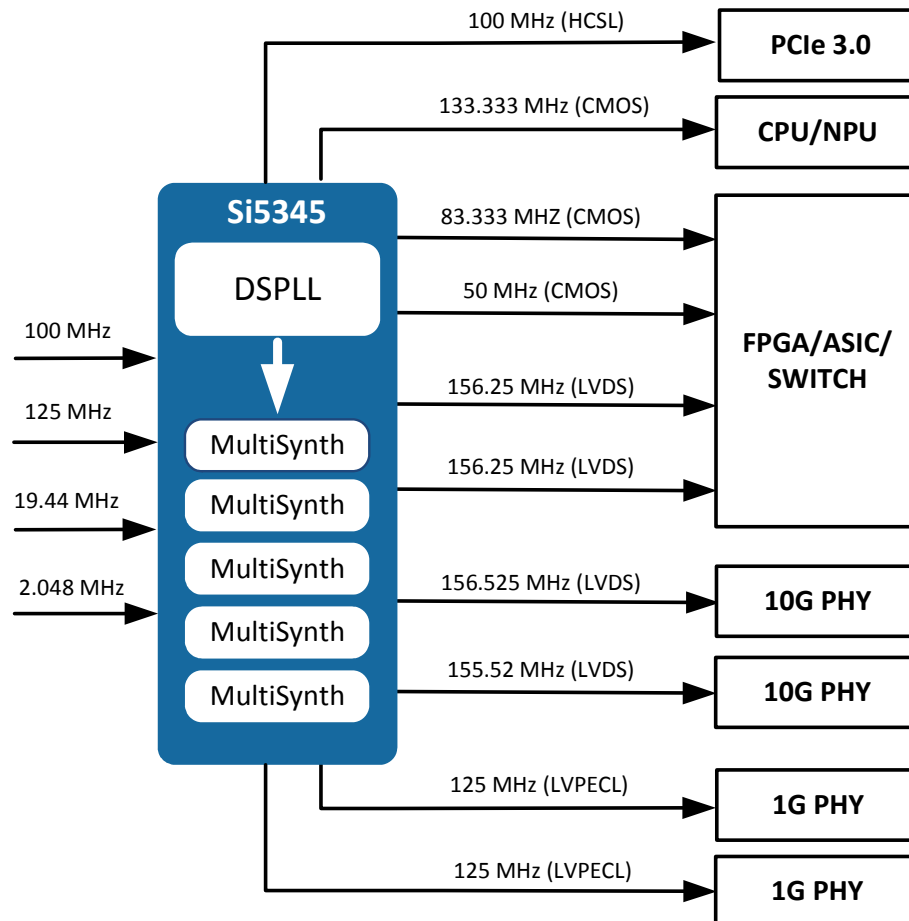 100 MHz (HCSL)
PCIe 3.0
133.333 MHz (CMOS)
CPU/NPU
Si5345
DSPLL
MultiSynth
MultiSynth
MultiSynth
MultiSynth
MultiSynth
100 MHz
125 MHz
19.44 MHz
2.048 MHz
83.333 MHZ (CMOS)
50 MHz (CMOS)
156.25 MHz (LVDS)
156.25 MHz (LVDS)
FPGA/ASIC/
SWITCH
156.525 MHz (LVDS)
10G PHY
155.52 MHz (LVDS)
10G PHY
125 MHz (LVPECL)
1G PHY
125 MHz (LVPECL)
1G PHY